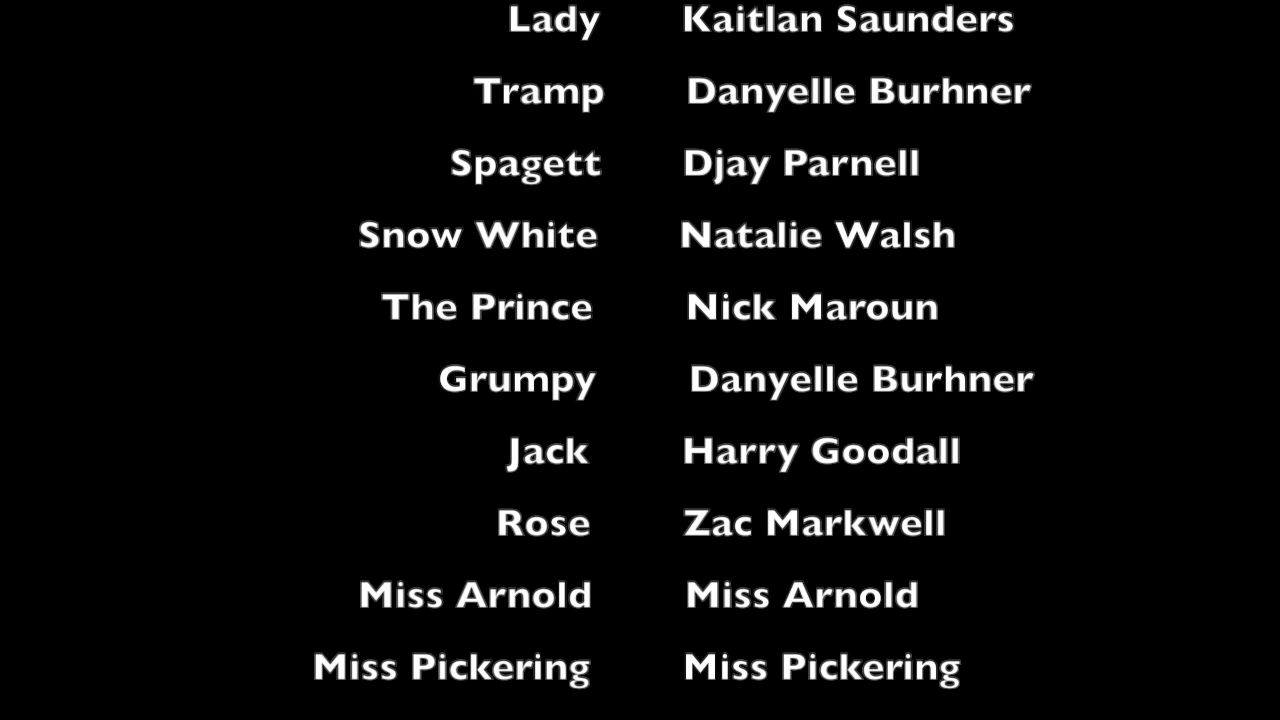 Lady Kaitlan Saunders
Tramp Danyelle Burhner
Spagett Djay Parnell
Snow White Natalie Walsh
The Prince Nick Maroun
Grumpy Danyelle Burhner
Jack Harry Goodall
Rose Zac Markwell
Miss Arnold Miss Arnold
Miss Pickering Miss Pickering